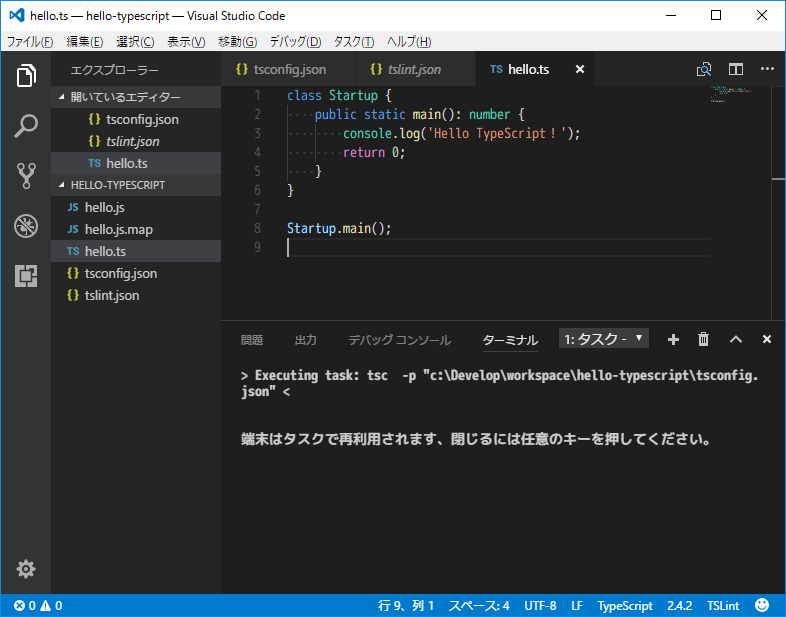 hello.ts — hello-typescript — Visual Studio Code
ファイル(F) 編集(E) 選択(C) 表示(V) 移動(G) デバッグ(D) タスク(T) ヘルプ(H)
エクスプローラー
開いているエディター
{} tsconfig.json
{} tslint.json
TS hello.ts
HELLO-TYPESCRIPT
JS hello.js
JS hello.js.map
TS hello.ts
{} tsconfig.json
{} tslint.json
{} tsconfig.json {} tslint.json TS hello.ts
1 class Startup {
2 ····public static main(): number {
3 ········console.log('Hello TypeScript！');
4 ········return 0;
5 ····}
6 }
7
8 Startup.main();
9
問題 出力 デバッグ コンソール ターミナル 1: タスク -
> Executing task: tsc  -p "c:\Develop\workspace\hello-typescript\tsconfig.
json" <
端末はタスクで再利用されます、閉じるには任意のキーを押してください。
0 0 行 9、列 1 スペース: 4 UTF-8 LF TypeScript 2.4.2 TSLint